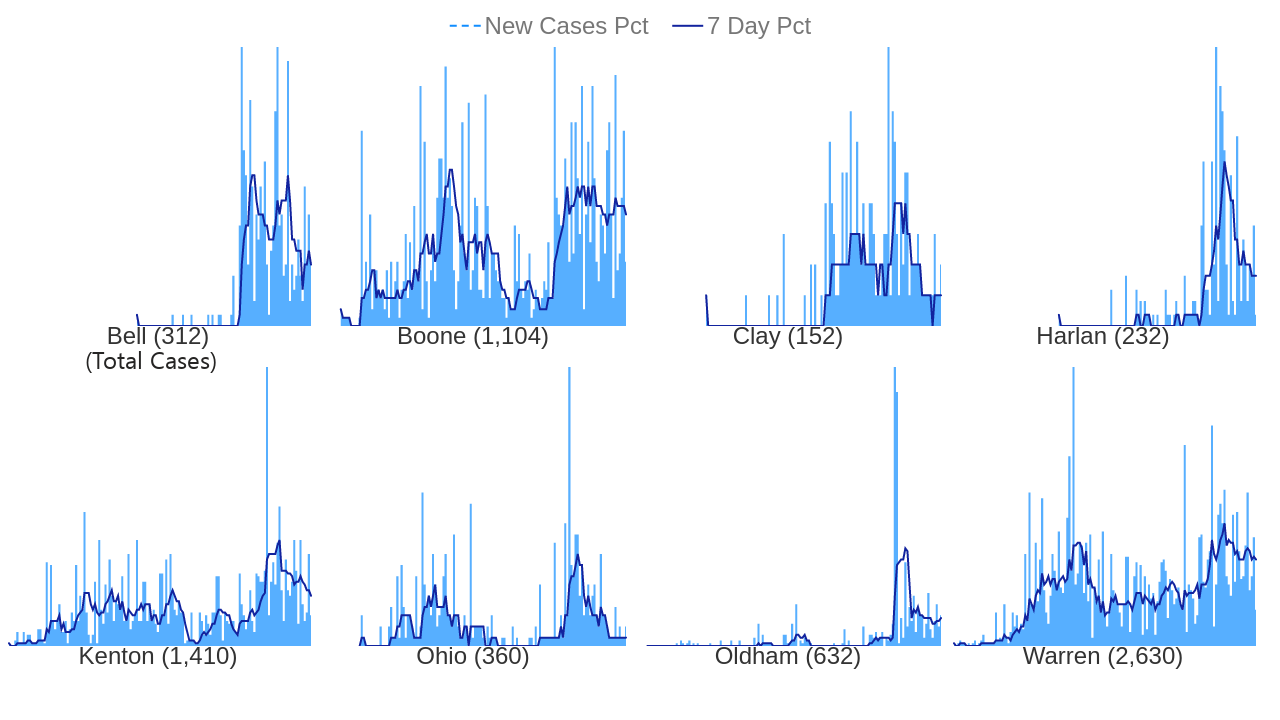 New Cases Pct 7 Day Pct
Bell (312) Boone (1,104) Clay (152) Harlan (232)
(Total Cases)
Kenton (1,410) Ohio (360) Oldham (632) Warren (2,630)